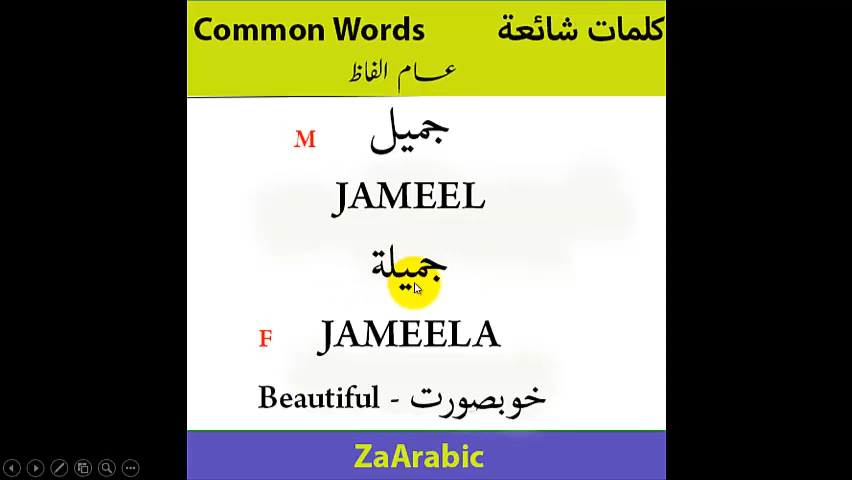 Common Words كلمات شائعة
عام الفاظ
M جميل
JAMEEL
جميلة
F JAMEELA
Beautiful - خوبصورت
ZaArabic